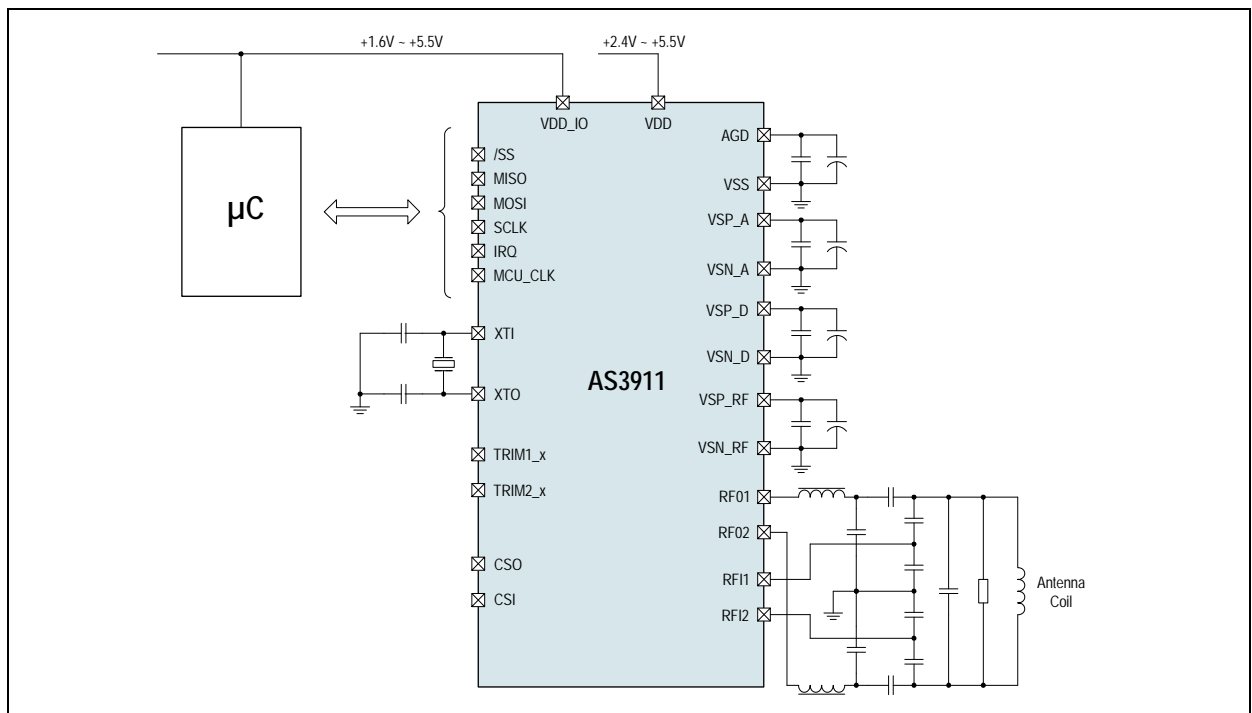 +1.6V ~ +5.5V
+2.4V ~ +5.5V
VDD_IO
VDD
µC
/SS
MISO
MOSI
SCLK
IRQ
MCU_CLK
XTI
XTO
TRIM1_x
TRIM2_x
CSO
CSI
AS3911
AGD
VSS
VSP_A
VSN_A
VSP_D
VSN_D
VSP_RF
VSN_RF
RF01
RF02
RFI1
RFI2
Antenna
Coil